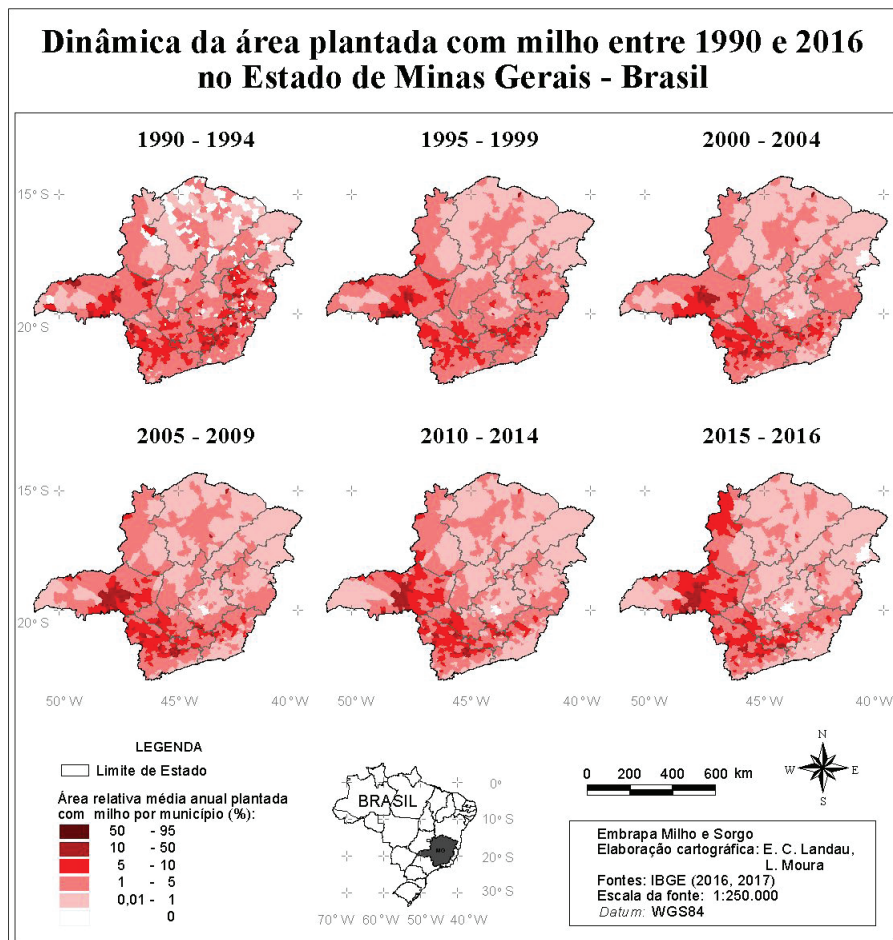 Dinâmica da área plantada com milho entre 1990 e 2016
no Estado de Minas Gerais - Brasil
1990 - 1994
1995 - 1999
2000 - 2004
15° S
20° S
2005 - 2009
2010 - 2014
2015 - 2016
15° S
20° S
50° W
45° W
40° W
50° W
45° W
40° W
50° W
45° W
40° W
LEGENDA
Limite de Estado
Área relativa média anual plantada
com milho por município (%):
50 - 95
10 - 50
5 - 10
1 - 5
0,01 - 1
0
BRASIL
MG
0°
10° S
20° S
30° S
70° W 60° W 50° W 40° W
0 200 400 600 km
N
W E
S
Embrapa Milho e Sorgo
Elaboração cartográfica: E. C. Landau,
L. Moura
Fontes: IBGE (2016, 2017)
Escala da fonte: 1:250.000
Datum: WGS84